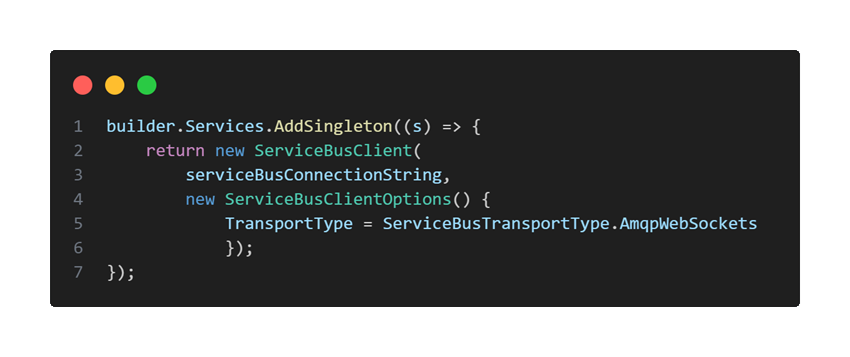 1 builder.Services.AddSingleton((s) => {
2     return new ServiceBusClient(
3         serviceBusConnectionString,
4         new ServiceBusClientOptions() {
5             TransportType = ServiceBusTransportType.AmqpWebSockets
6             });
7 });